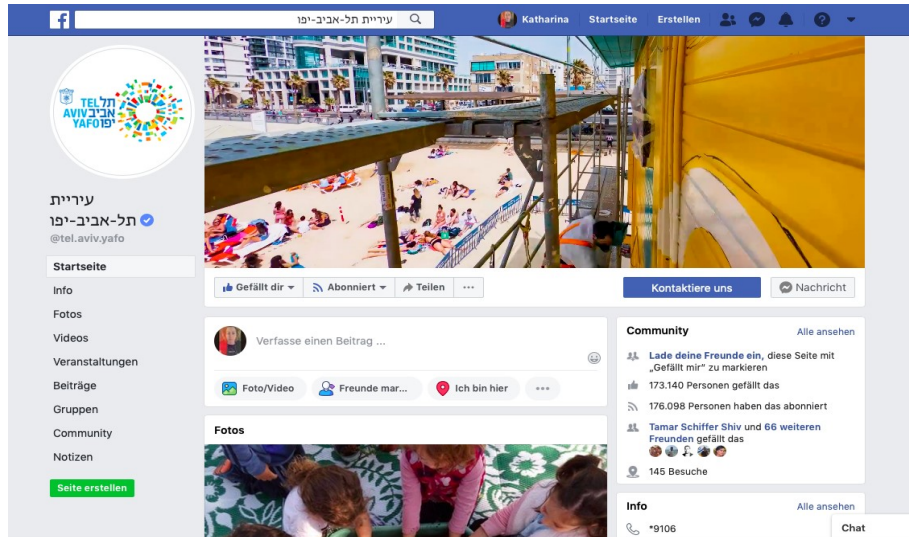 עיריית תל-אביב-יפו
Katharina
Startseite
Erstellen
TEL תל
AVIV אביב
YAFO יפו
עיריית
תל-אביב-יפו
@tel.aviv.yafo
Startseite
Info
Fotos
Videos
Veranstaltungen
Beiträge
Gruppen
Community
Notizen
Seite erstellen
Gefällt dir
Abonniert
Teilen
Kontaktiere uns
Nachricht
Verfasse einen Beitrag ...
Foto/Video
Freunde mar...
Ich bin hier
Fotos
Community
Alle ansehen
Lade deine Freunde ein, diese Seite mit
„Gefällt mir" zu markieren
173.140 Personen gefällt das
176.098 Personen haben das abonniert
Tamar Schiffer Shiv und 66 weiteren
Freunden gefällt das
145 Besuche
Info
Alle ansehen
*9106
Chat